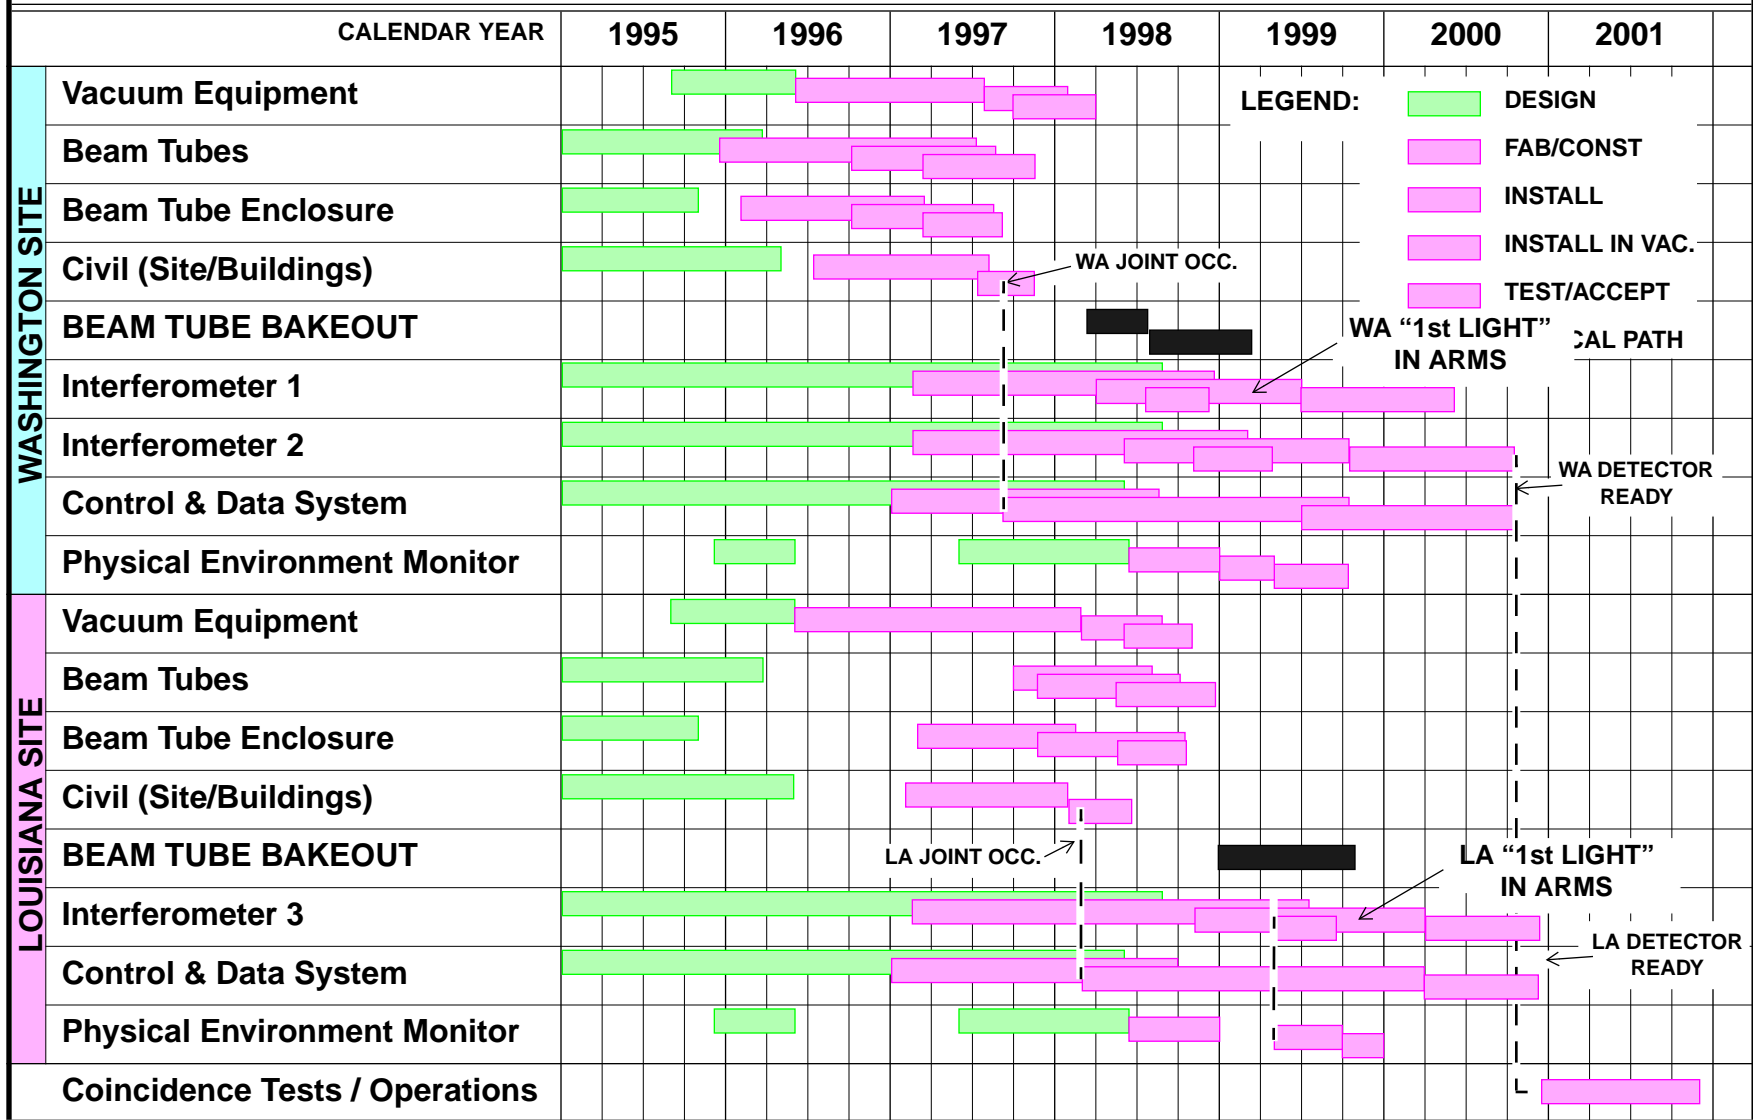 CALENDAR YEAR 1995 1996 1997 1998 1999 2000 2001
WASHINGTON SITE
Vacuum Equipment
Beam Tubes
Beam Tube Enclosure
Civil (Site/Buildings)
BEAM TUBE BAKEOUT
Interferometer 1
Interferometer 2
Control & Data System
Physical Environment Monitor
LEGEND:
DESIGN
FAB/CONST
INSTALL
INSTALL IN VAC.
TEST/ACCEPT
CAL PATH
WA JOINT OCC.
WA “1st LIGHT”
IN ARMS
WA DETECTOR
READY
LOUISIANA SITE
Vacuum Equipment
Beam Tubes
Beam Tube Enclosure
Civil (Site/Buildings)
BEAM TUBE BAKEOUT
Interferometer 3
Control & Data System
Physical Environment Monitor
LA JOINT OCC.
LA “1st LIGHT”
IN ARMS
LA DETECTOR
READY
Coincidence Tests / Operations